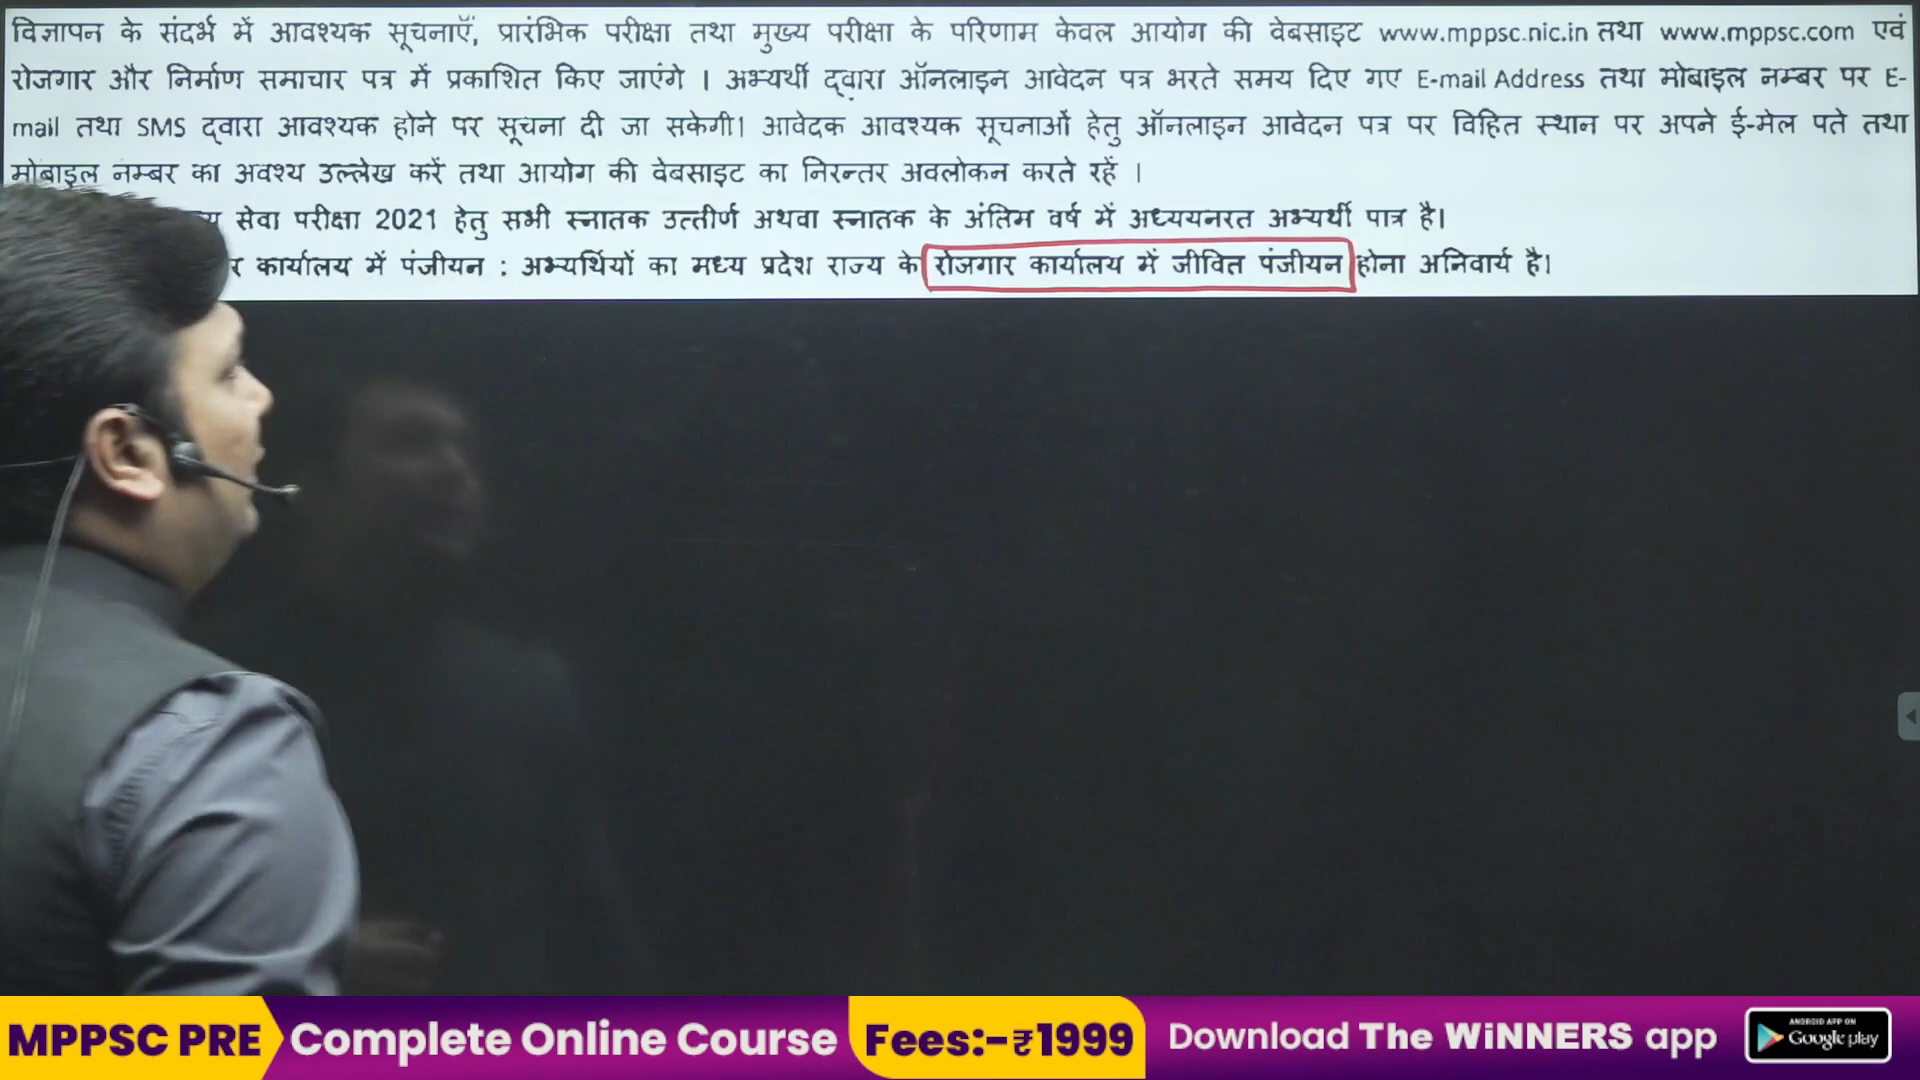 विज्ञापन के संदर्भ में आवश्यक सूचनाऍं, प्रारंभिक परीक्षा तथा मुख्य परीक्षा के परिणाम केवल आयोग की वेबसाइट www.mppsc.nic.in तथा www.mppsc.com एवं
रोजगार और निर्माण समाचार पत्र में प्रकाशित किए जाएंगे । अभ्यर्थी द्वारा ऑनलाइन आवेदन पत्र भरते समय दिए गए E-mail Address तथा मोबाइल नम्बर पर E-
mail तथा SMS द्वारा आवश्यक होने पर सूचना दी जा सकेगी। आवेदक आवश्यक सूचनाओं हेतु ऑनलाइन आवेदन पत्र पर विहित स्थान पर अपने ई-मेल पते तथा
मोबाइल नम्बर का अवश्य उल्लेख करें तथा आयोग की वेबसाइट का निरन्तर अवलोकन करते रहें ।
सेवा परीक्षा 2021 हेतु सभी स्नातक उत्तीर्ण अथवा स्नातक के अंतिम वर्ष में अध्ययनरत अभ्यर्थी पात्र है।
कार्यालय में पंजीयन : अभ्यर्थियों का मध्य प्रदेश राज्य के रोजगार कार्यालय में जीवित पंजीयन होना अनिवार्य है।
MPPSC PRE Complete Online Course Fees:-₹1999 Download The WiNNERS app ANDROID APP ON Google play